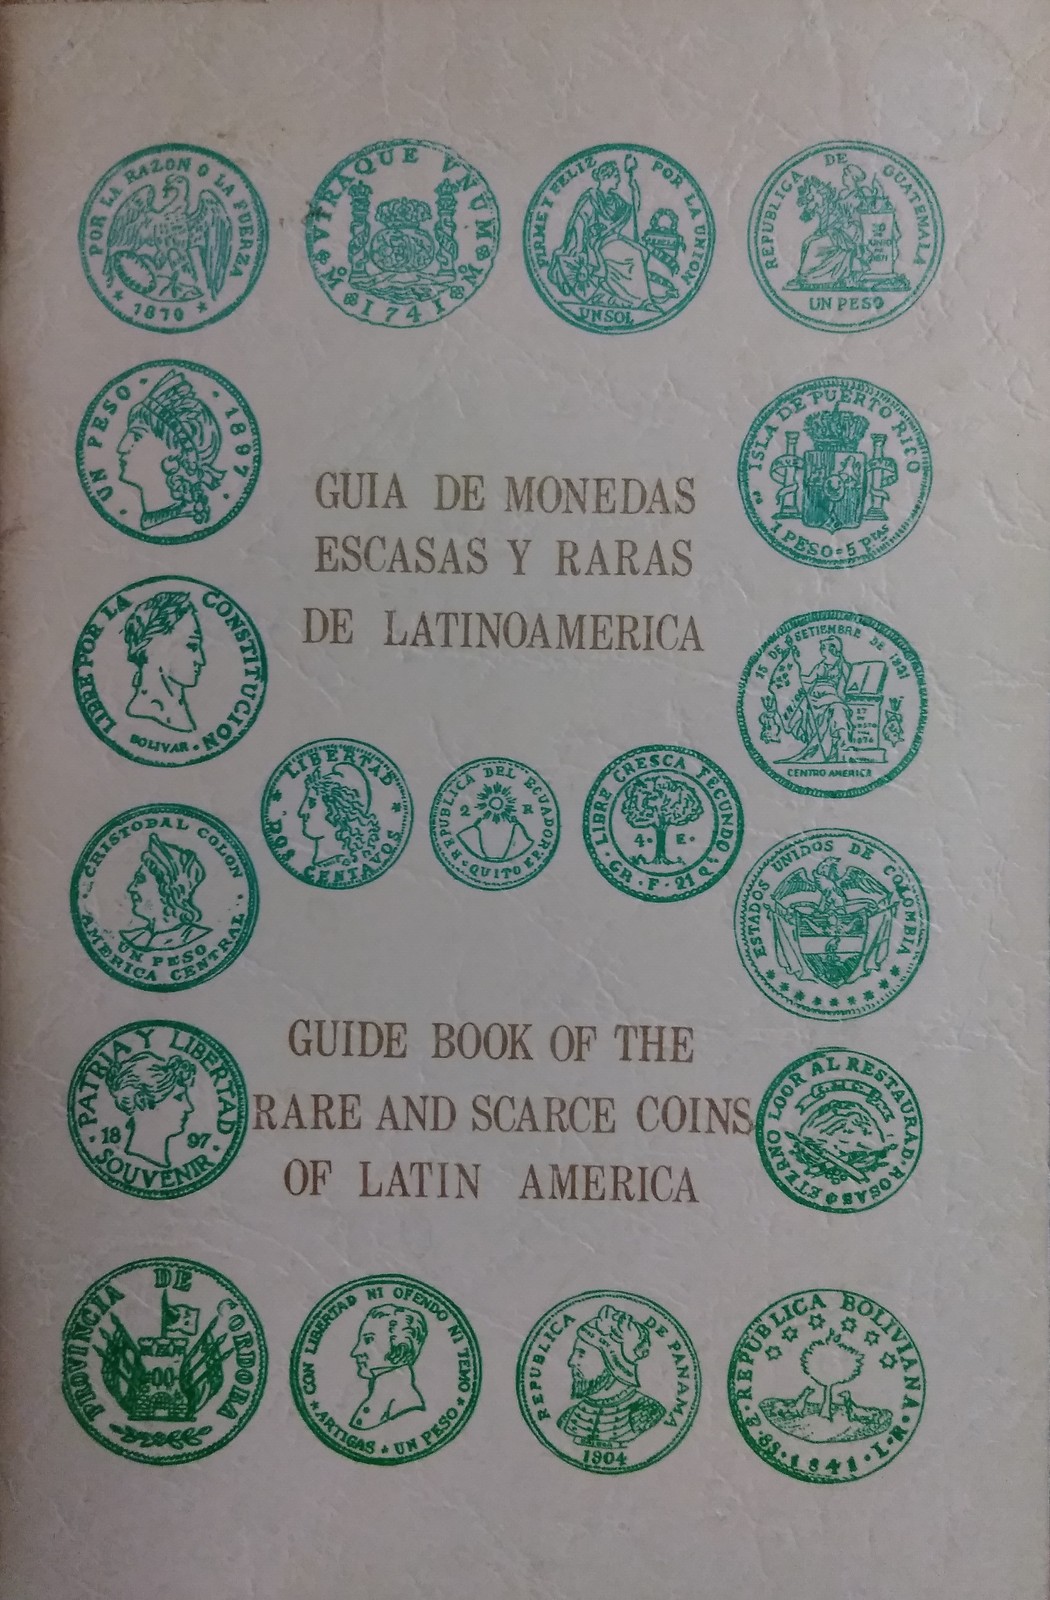 POR LA RAZON O LA FUERZA
1870
VTRAQUE VNUM
M 1741 M
FIRME Y FELIZ POR LA UNION
UN SOL
REPUBLICA DE GUATEMALA
UN PESO
UN PESO 1897
ISLA DE PUERTO RICO
1 PESO=5 PTAS
GUIA DE MONEDAS
ESCASAS Y RARAS
DE LATINOAMERICA
LIBRE POR LA CONSTITUCION
BOLIVAR
15 DE SETIEMBRE DE 1821
CENTRO AMERICA
LIBERTAD
DOS CENTAVOS
REPUBLICA DEL ECUADOR
2 R
QUITO
LIBRE CRESCA FECUNDO
4 E
CR · F · 21 Q
CRISTOBAL COLON
UN PESO
AMERICA CENTRAL
ESTADOS UNIDOS DE COLOMBIA
GUIDE BOOK OF THE
RARE AND SCARCE COINS
OF LATIN AMERICA
PATRIA Y LIBERTAD
18 97
SOUVENIR
ETERNO LOOR AL RESTAURAD. ROSAS
PROVINCIA DE CORDOBA
CON LIBERTAD NI OFENDO NI TEMO
ARTIGAS ★ UN PESO
REPUBLICA DE PANAMA
1904
REPUBLICA BOLIVIANA
1841